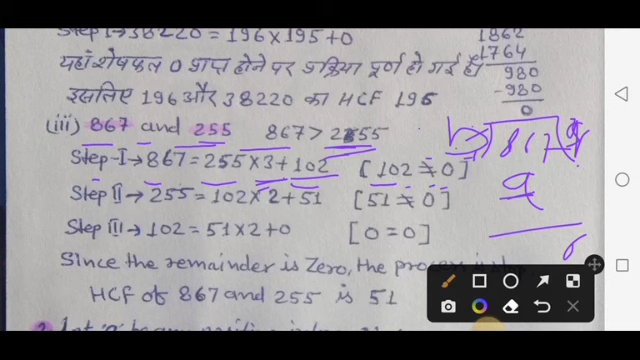 Step I→38220 = 196×195+0
1862
1764
980
-980
0
यहाँ शेषफल 0 प्राप्त होने पर प्रक्रिया पूर्ण हो गई है।
इसलिए 196 और 38220 का HCF 196
(iii) 867 and 255 867 > 255
Step-I→867 = 255×3+102 [102 ≠ 0]
Step II→255 = 102×2+51 [51 ≠ 0]
Step III→102 = 51×2+0 [0=0]
Since the remainder is Zero, the process is stop
HCF of 867 and 255 is 51
b) 867 (q
a
r